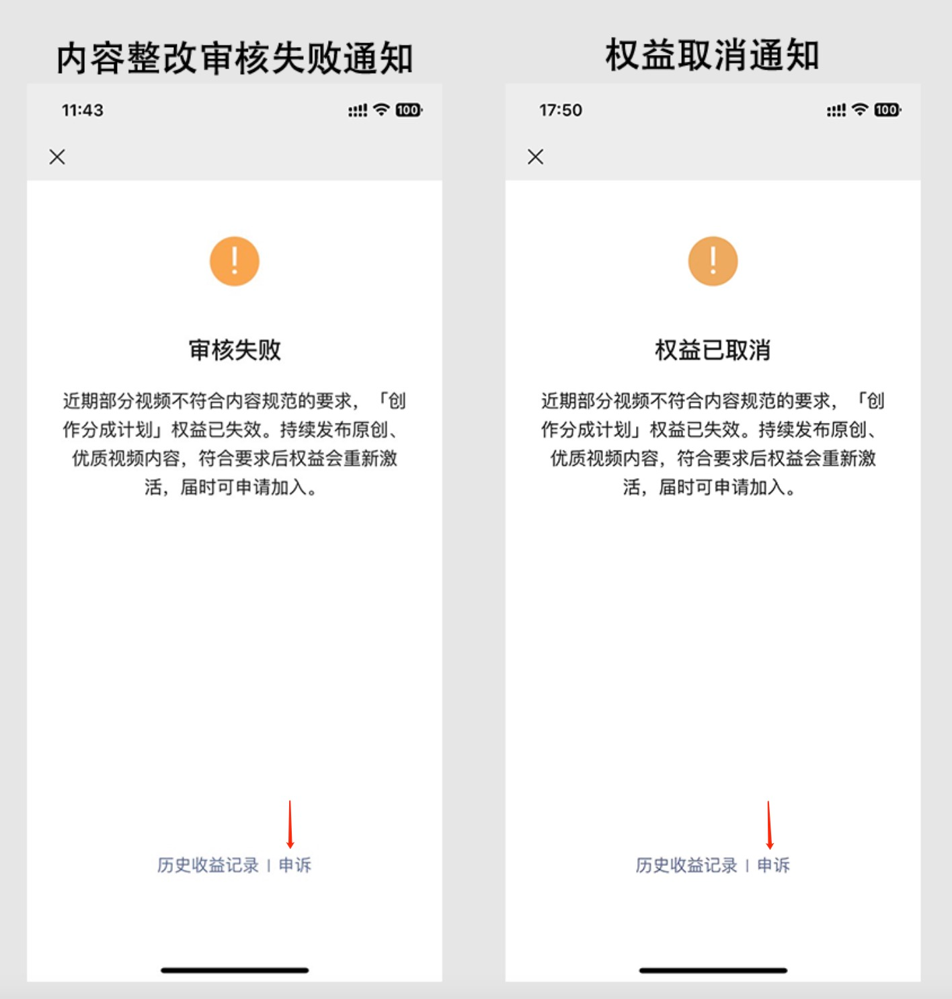 内容整改审核失败通知
11:43
100
审核失败
近期部分视频不符合内容规范的要求，「创
作分成计划」权益已失效。持续发布原创、
优质视频内容，符合要求后权益会重新激
活，届时可申请加入。
历史收益记录 | 申诉
权益取消通知
17:50
100
权益已取消
近期部分视频不符合内容规范的要求，「创
作分成计划」权益已失效。持续发布原创、
优质视频内容，符合要求后权益会重新激
活，届时可申请加入。
历史收益记录 | 申诉